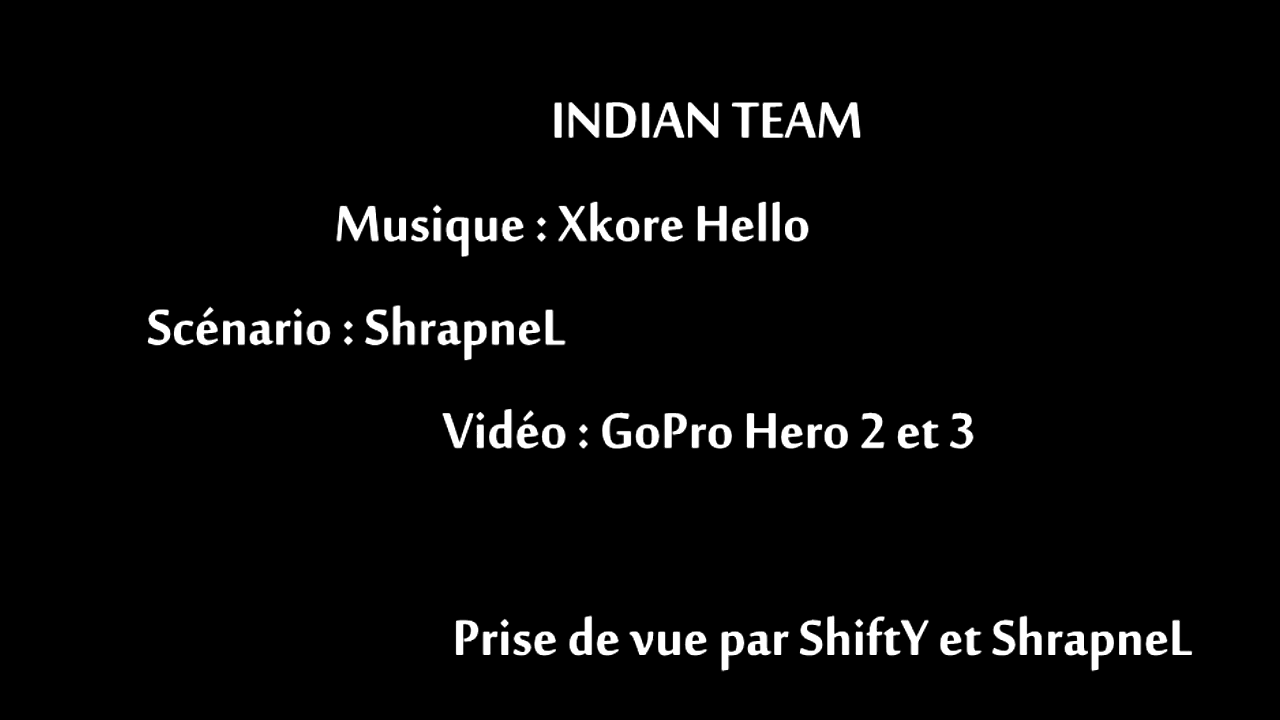 INDIAN TEAM
Musique : Xkore Hello
Scénario : ShrapneL
Vidéo : GoPro Hero 2 et 3
Prise de vue par ShiftY et ShrapneL